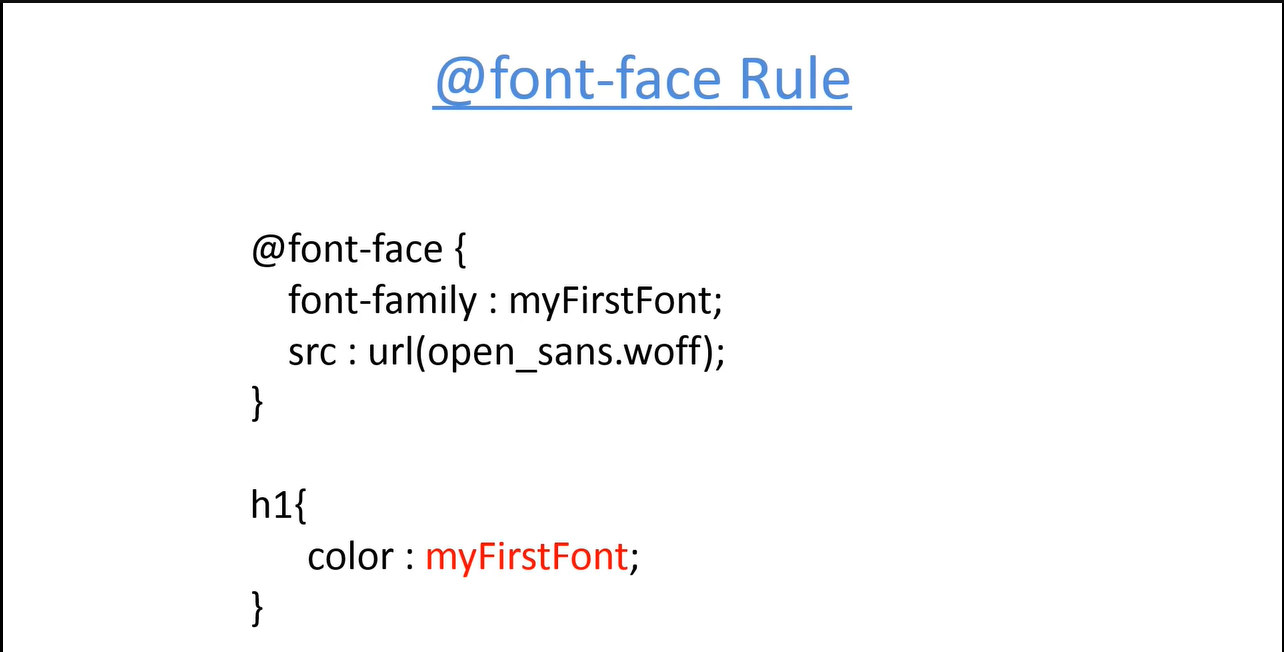 @font-face Rule
@font-face {
font-family : myFirstFont;
src : url(open_sans.woff);
}
h1{
color : myFirstFont;
}